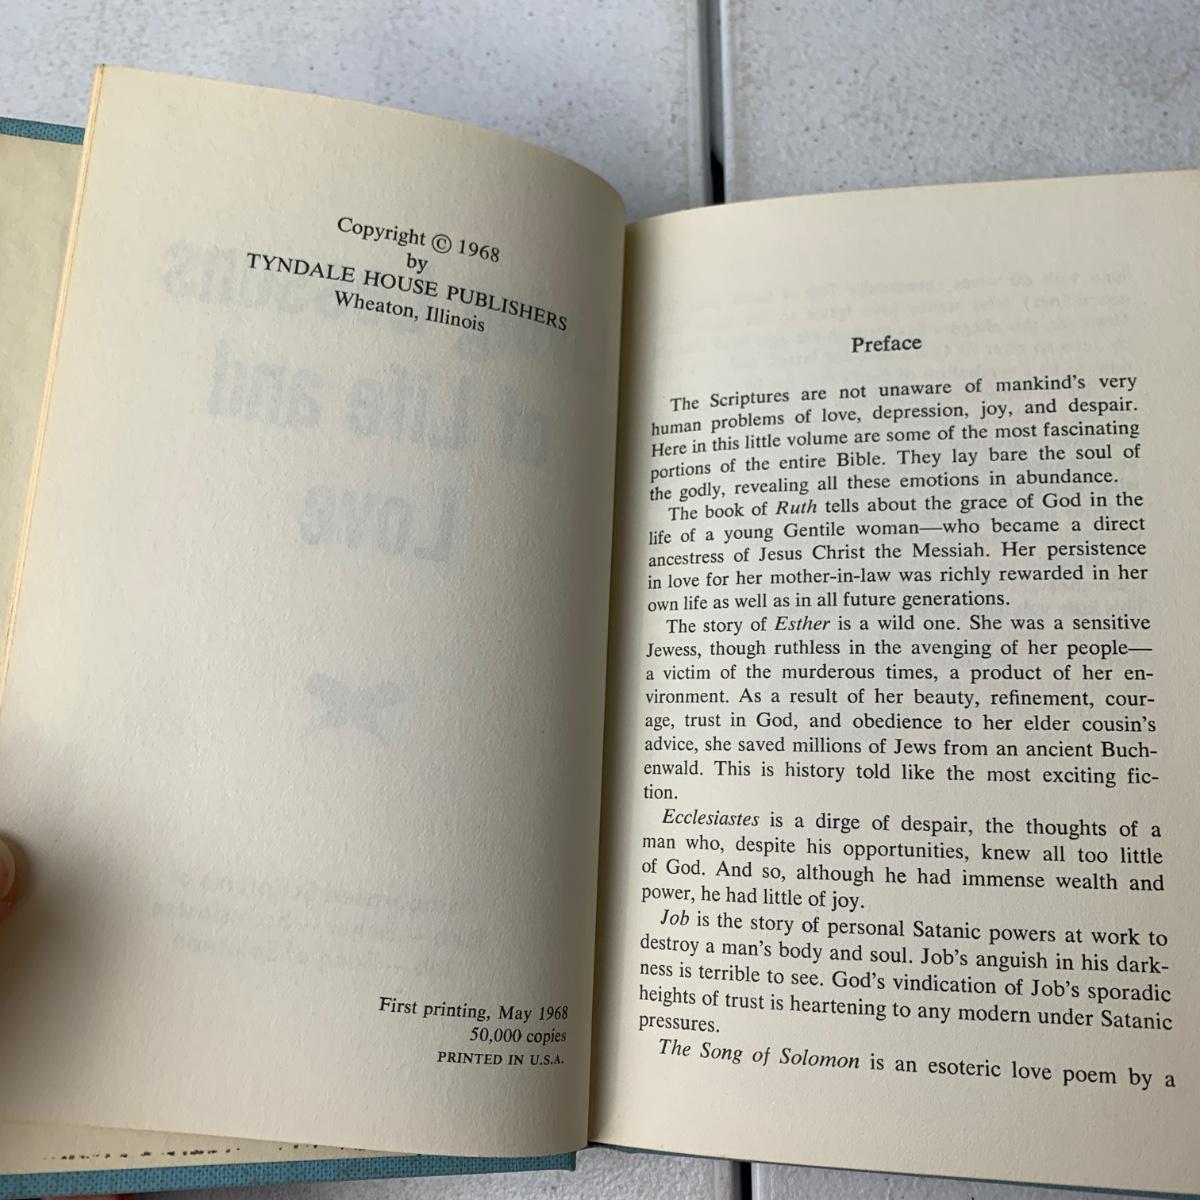 Copyright © 1968
by
TYNDALE HOUSE PUBLISHERS
Wheaton, Illinois
First printing, May 1968
50,000 copies
PRINTED IN U.S.A.
Preface
The Scriptures are not unaware of mankind's very
human problems of love, depression, joy, and despair.
Here in this little volume are some of the most fascinating
portions of the entire Bible. They lay bare the soul of
the godly, revealing all these emotions in abundance.
The book of Ruth tells about the grace of God in the
life of a young Gentile woman—who became a direct
ancestress of Jesus Christ the Messiah. Her persistence
in love for her mother-in-law was richly rewarded in her
own life as well as in all future generations.
The story of Esther is a wild one. She was a sensitive
Jewess, though ruthless in the avenging of her people—
a victim of the murderous times, a product of her en-
vironment. As a result of her beauty, refinement, cour-
age, trust in God, and obedience to her elder cousin's
advice, she saved millions of Jews from an ancient Buch-
enwald. This is history told like the most exciting fic-
tion.
Ecclesiastes is a dirge of despair, the thoughts of a
man who, despite his opportunities, knew all too little
of God. And so, although he had immense wealth and
power, he had little of joy.
Job is the story of personal Satanic powers at work to
destroy a man's body and soul. Job's anguish in his dark-
ness is terrible to see. God's vindication of Job's sporadic
heights of trust is heartening to any modern under Satanic
pressures.
The Song of Solomon is an esoteric love poem by a